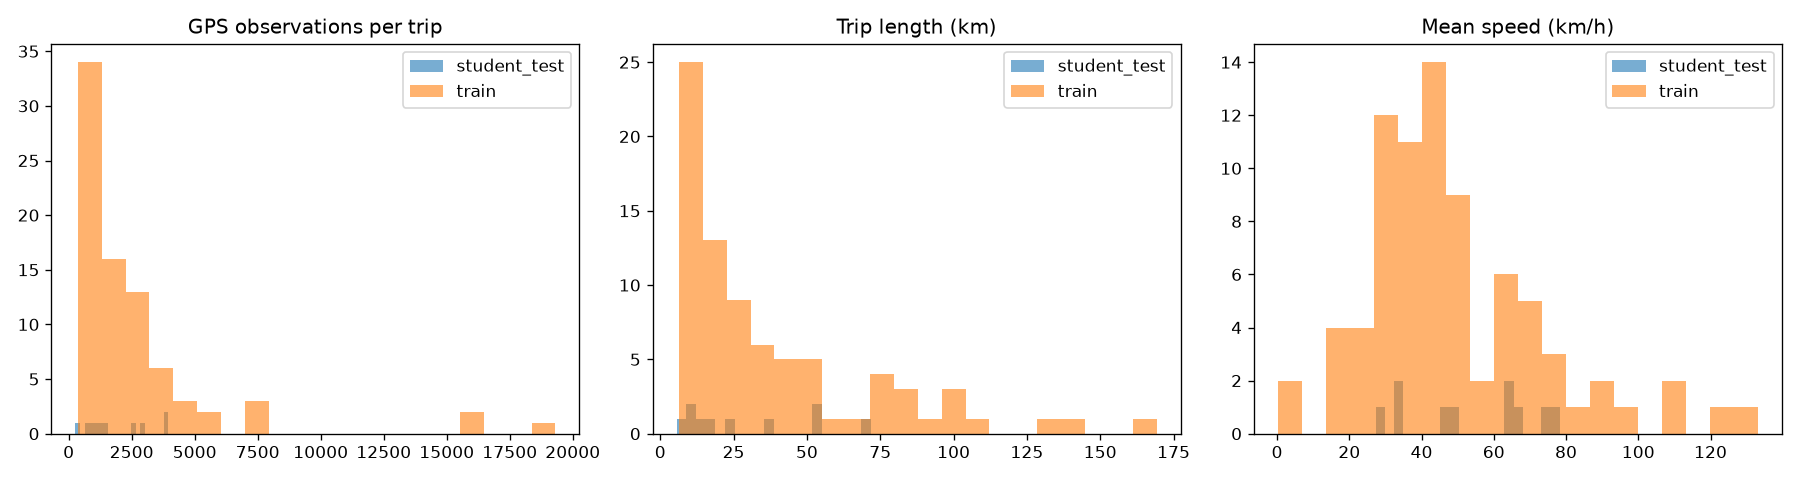 GPS observations per trip
35
30
25
20
15
10
5
0
0 2500 5000 7500 10000 12500 15000 17500 20000
student_test
train
Trip length (km)
25
20
15
10
5
0
0 25 50 75 100 125 150 175
student_test
train
Mean speed (km/h)
14
12
10
8
6
4
2
0
0 20 40 60 80 100 120
student_test
train